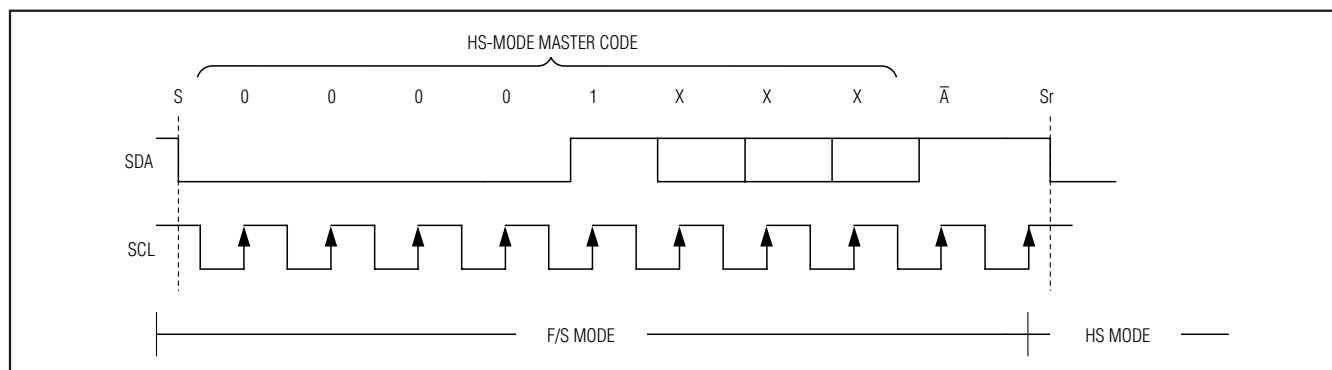 HS-MODE MASTER CODE
S 0 0 0 0 1 X X X A̅ Sr
SDA
SCL
F/S MODE HS MODE